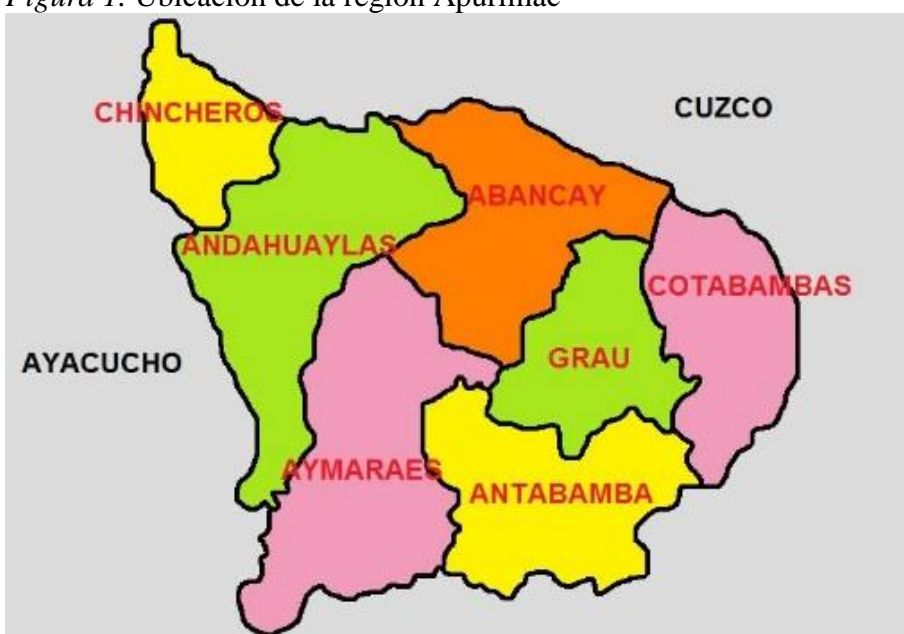 Figura 1. Ubicación de la región Apurímac
CHINCHEROS
CUZCO
ABANCAY
ANDAHUAYLAS
COTABAMBAS
AYACUCHO
GRAU
AYMARAES
ANTABAMBA